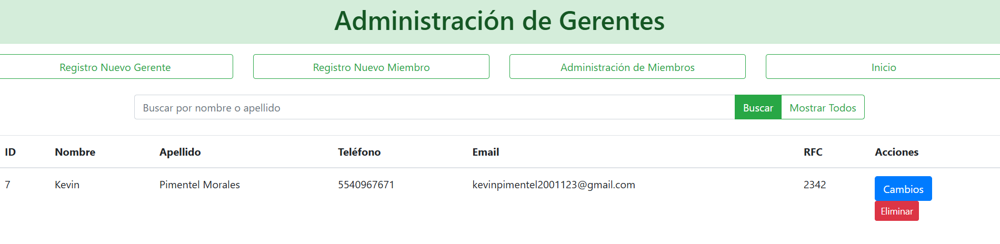 Administración de Gerentes
Registro Nuevo Gerente Registro Nuevo Miembro Administración de Miembros Inicio
Buscar por nombre o apellido Buscar Mostrar Todos
ID Nombre Apellido Teléfono Email RFC Acciones
7 Kevin Pimentel Morales 5540967671 kevinpimentel2001123@gmail.com 2342 Cambios
Eliminar